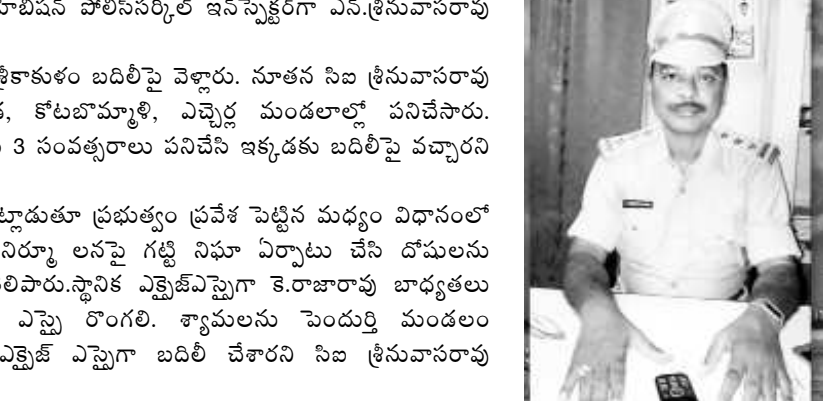 పోలీస్‌సర్కిల్ ఇన్‌స్పెక్టర్‌గా ఎన్.శ్రీనువాసరావు
శ్రీకాకుళం బదిలీపై వెళ్లారు. నూతన సిఐ శ్రీనువాసరావు
కోటబొమ్మాళి, ఎచ్చెర్ల మండలాల్లో పనిచేసారు.
3 సంవత్సరాలు పనిచేసి ఇక్కడకు బదిలీపై వచ్చారని
ప్రభుత్వం ప్రవేశ పెట్టిన మధ్యం విధానంలో
నిర్మూ లనపై గట్టి నిఘా ఏర్పాటు చేసి దోషులను
ఎక్సైజ్ఎస్సైగా కె.రాజారావు బాధ్యతలు
ఎస్సై రొంగలి. శ్యామలను పెందుర్తి మండలం
ఎక్సైజ్ ఎస్సైగా బదిలీ చేశారని సిఐ శ్రీనువాసరావు